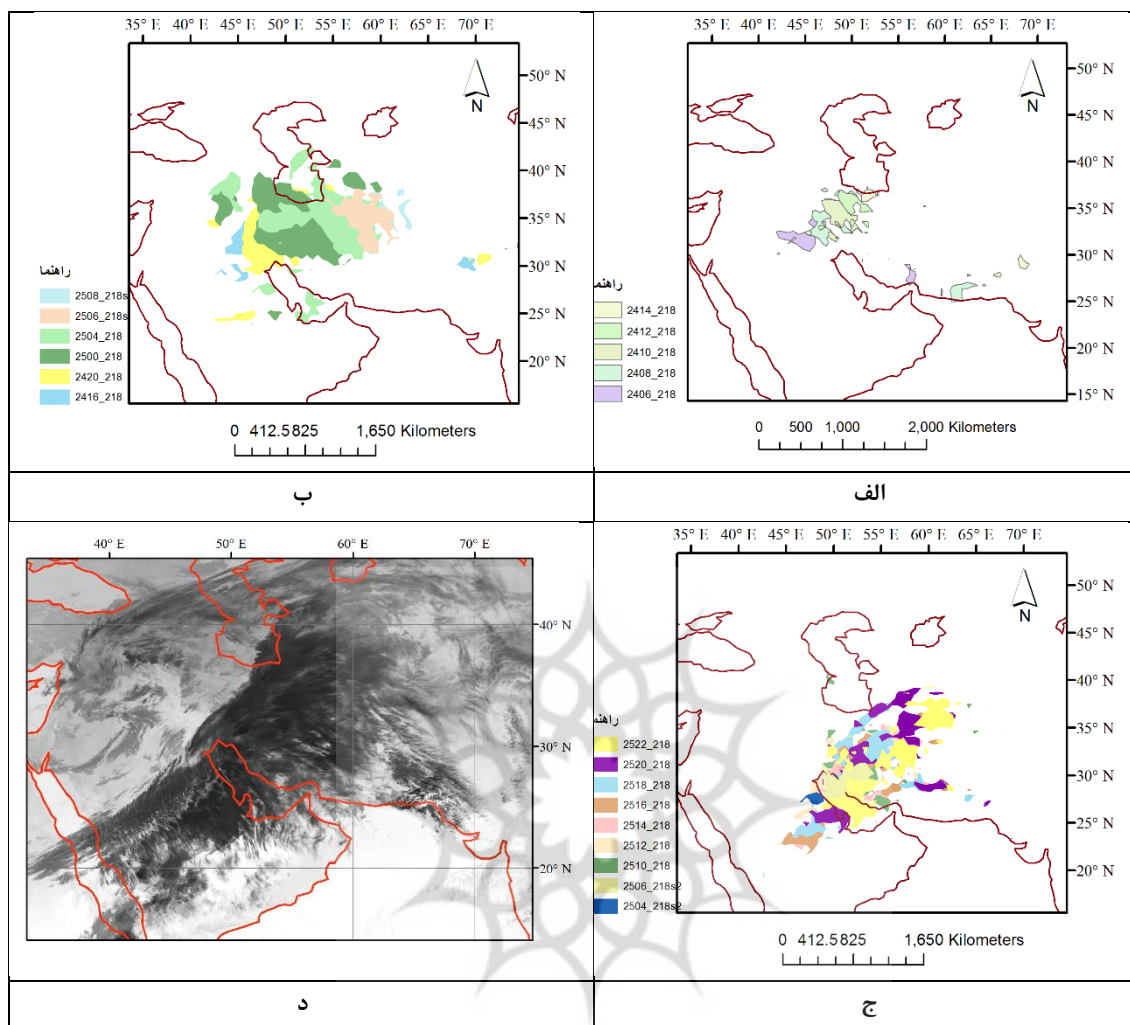 35° E 40° E 45° E 50° E 55° E 60° E 65° E 70° E
50° N
N
45° N
40° N
35° N
30° N
25° N
20° N
15° N
2414_218
2412_218
2410_218
2408_218
2406_218
0 500 1,000 2,000 Kilometers
الف
35° E 40° E 45° E 50° E 55° E 60° E 65° E 70° E
50° N
N
45° N
40° N
35° N
30° N
25° N
20° N
راهنما
2508_218s
2506_218s
2504_218
2500_218
2420_218
2416_218
0 412.5825 1,650 Kilometers
ب
35° E 40° E 45° E 50° E 55° E 60° E 65° E 70° E
50° N
N
45° N
40° N
35° N
30° N
25° N
20° N
راهنم
2522_218
2520_218
2518_218
2516_218
2514_218
2512_218
2510_218
2506_218s2
2504_218s2
0 412.5825 1,650 Kilometers
ج
40° E 50° E 60° E 70° E
40° N
30° N
20° N
د